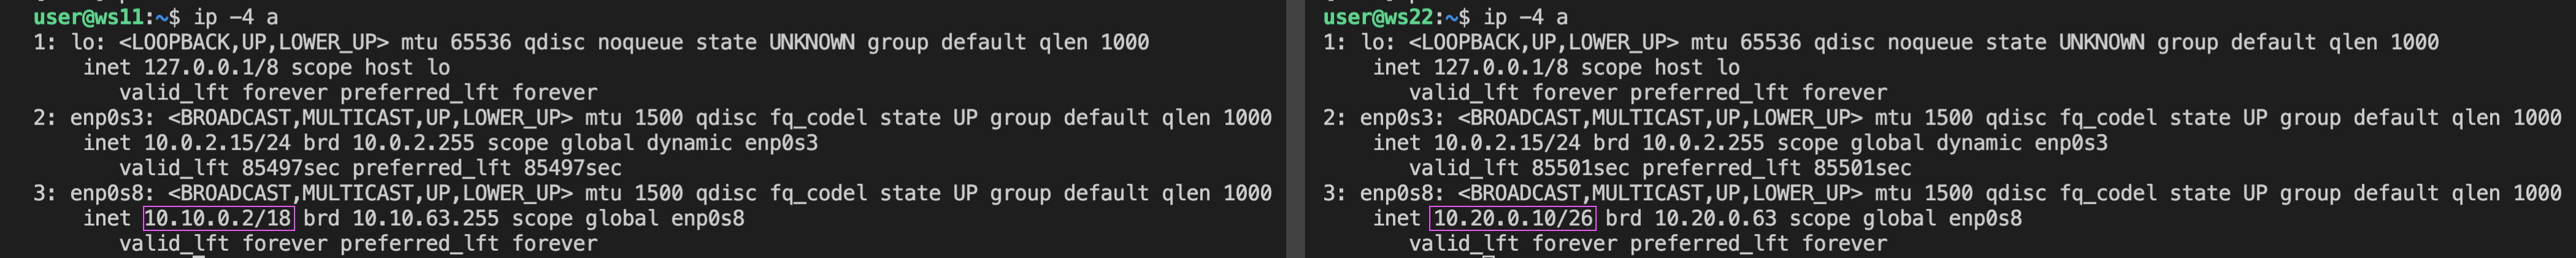 user@ws11:~$ ip -4 a
1: lo: <LOOPBACK,UP,LOWER_UP> mtu 65536 qdisc noqueue state UNKNOWN group default qlen 1000
    inet 127.0.0.1/8 scope host lo
       valid_lft forever preferred_lft forever
2: enp0s3: <BROADCAST,MULTICAST,UP,LOWER_UP> mtu 1500 qdisc fq_codel state UP group default qlen 1000
    inet 10.0.2.15/24 brd 10.0.2.255 scope global dynamic enp0s3
       valid_lft 85497sec preferred_lft 85497sec
3: enp0s8: <BROADCAST,MULTICAST,UP,LOWER_UP> mtu 1500 qdisc fq_codel state UP group default qlen 1000
    inet 10.10.0.2/18 brd 10.10.63.255 scope global enp0s8
       valid_lft forever preferred_lft forever
user@ws22:~$ ip -4 a
1: lo: <LOOPBACK,UP,LOWER_UP> mtu 65536 qdisc noqueue state UNKNOWN group default qlen 1000
    inet 127.0.0.1/8 scope host lo
       valid_lft forever preferred_lft forever
2: enp0s3: <BROADCAST,MULTICAST,UP,LOWER_UP> mtu 1500 qdisc fq_codel state UP group default qlen 1000
    inet 10.0.2.15/24 brd 10.0.2.255 scope global dynamic enp0s3
       valid_lft 85501sec preferred_lft 85501sec
3: enp0s8: <BROADCAST,MULTICAST,UP,LOWER_UP> mtu 1500 qdisc fq_codel state UP group default qlen 1000
    inet 10.20.0.10/26 brd 10.20.0.63 scope global enp0s8
       valid_lft forever preferred_lft forever